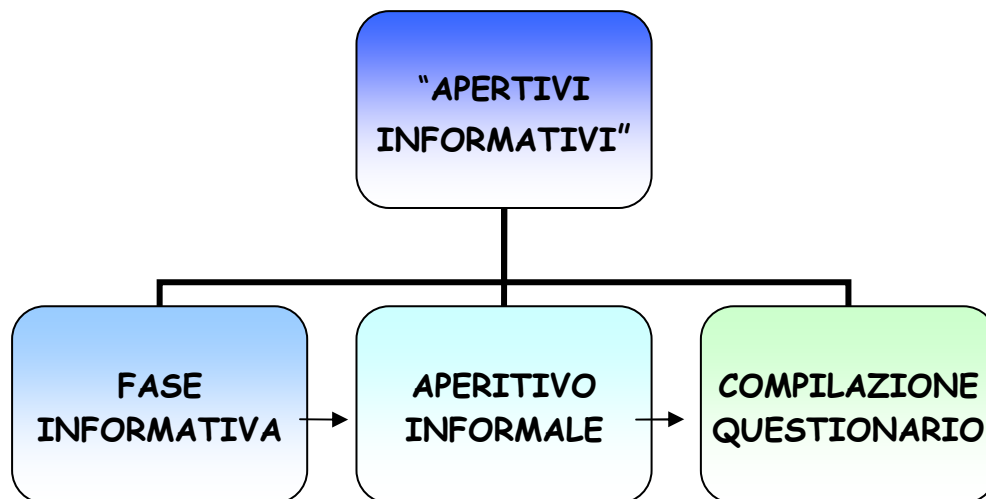 “APERTIVI
INFORMATIVI”
FASE
INFORMATIVA
APERITIVO
INFORMALE
COMPILAZIONE
QUESTIONARIO